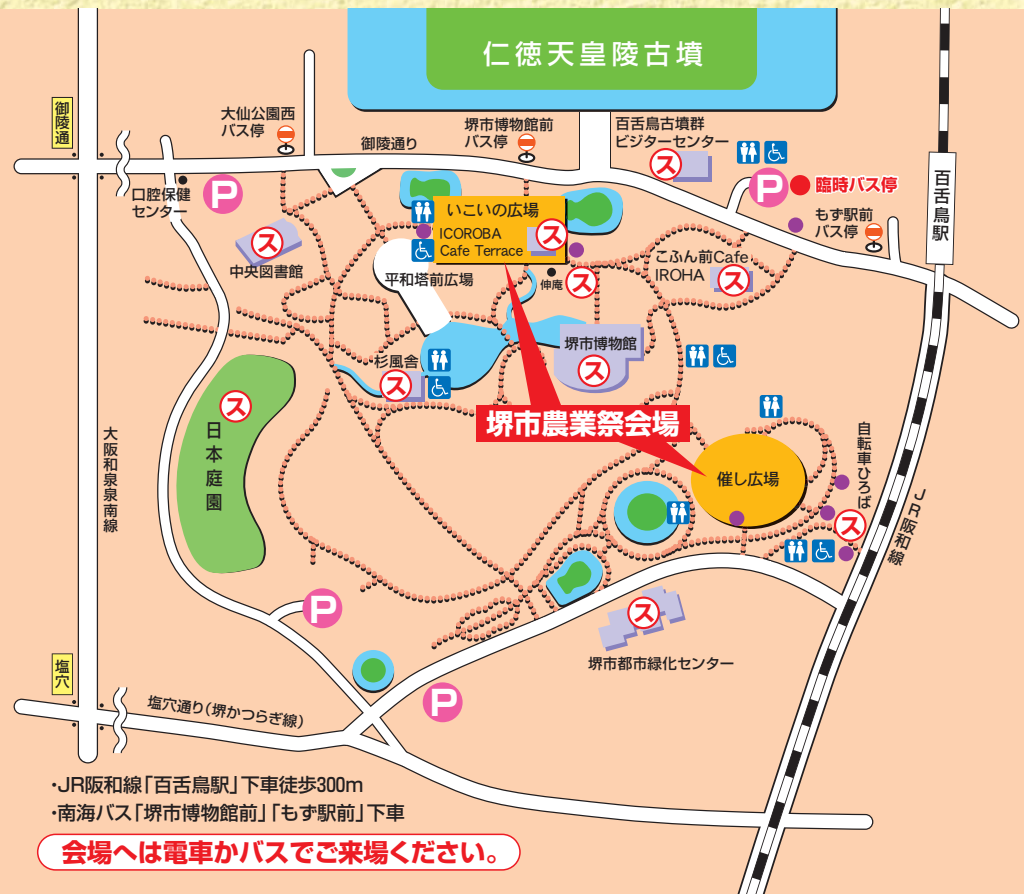 仁徳天皇陵古墳
御陵通
大仙公園西
バス停
御陵通り
堺市博物館前
バス停
百舌鳥古墳群
ビジターセンター
ス
P
臨時バス停
百舌鳥駅
口腔保健
センター
P
もず駅前
バス停
いこいの広場
ICOROBA
Cafe Terrace
ス
ス
中央図書館
平和塔前広場
伸庵
ス
こふん前Cafe
IROHA
ス
堺市博物館
ス
杉風舎
ス
ス
日本庭園
堺市農業祭会場
催し広場
自転車ひろば
ス
JR阪和線
大阪和泉泉南線
P
ス
堺市都市緑化センター
塩穴
P
塩穴通り(堺かつらぎ線)
・JR阪和線「百舌鳥駅」下車徒歩300m
・南海バス「堺市博物館前」「もず駅前」下車
会場へは電車かバスでご来場ください。